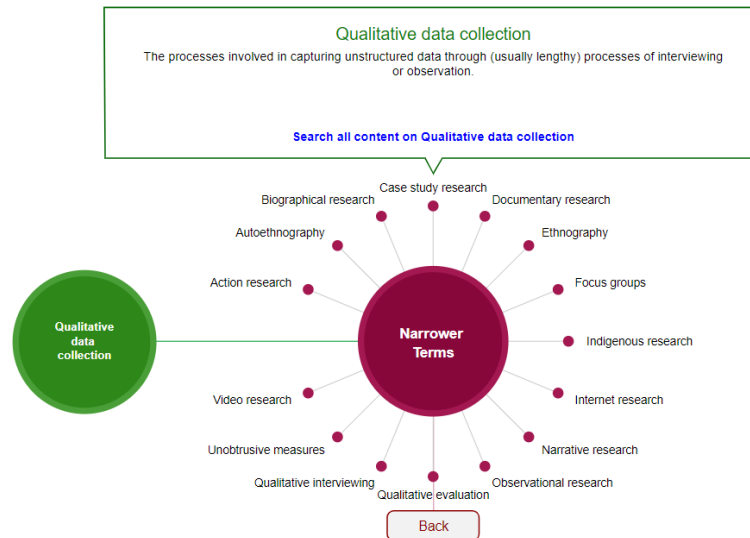 Qualitative data collection
The processes involved in capturing unstructured data through (usually lengthy) processes of interviewing
or observation.
Search all content on Qualitative data collection
Case study research
Biographical research
Documentary research
Autoethnography
Ethnography
Action research
Focus groups
Qualitative
data
collection
Narrower
Terms
Indigenous research
Video research
Internet research
Unobtrusive measures
Narrative research
Qualitative interviewing
Observational research
Qualitative evaluation
Back